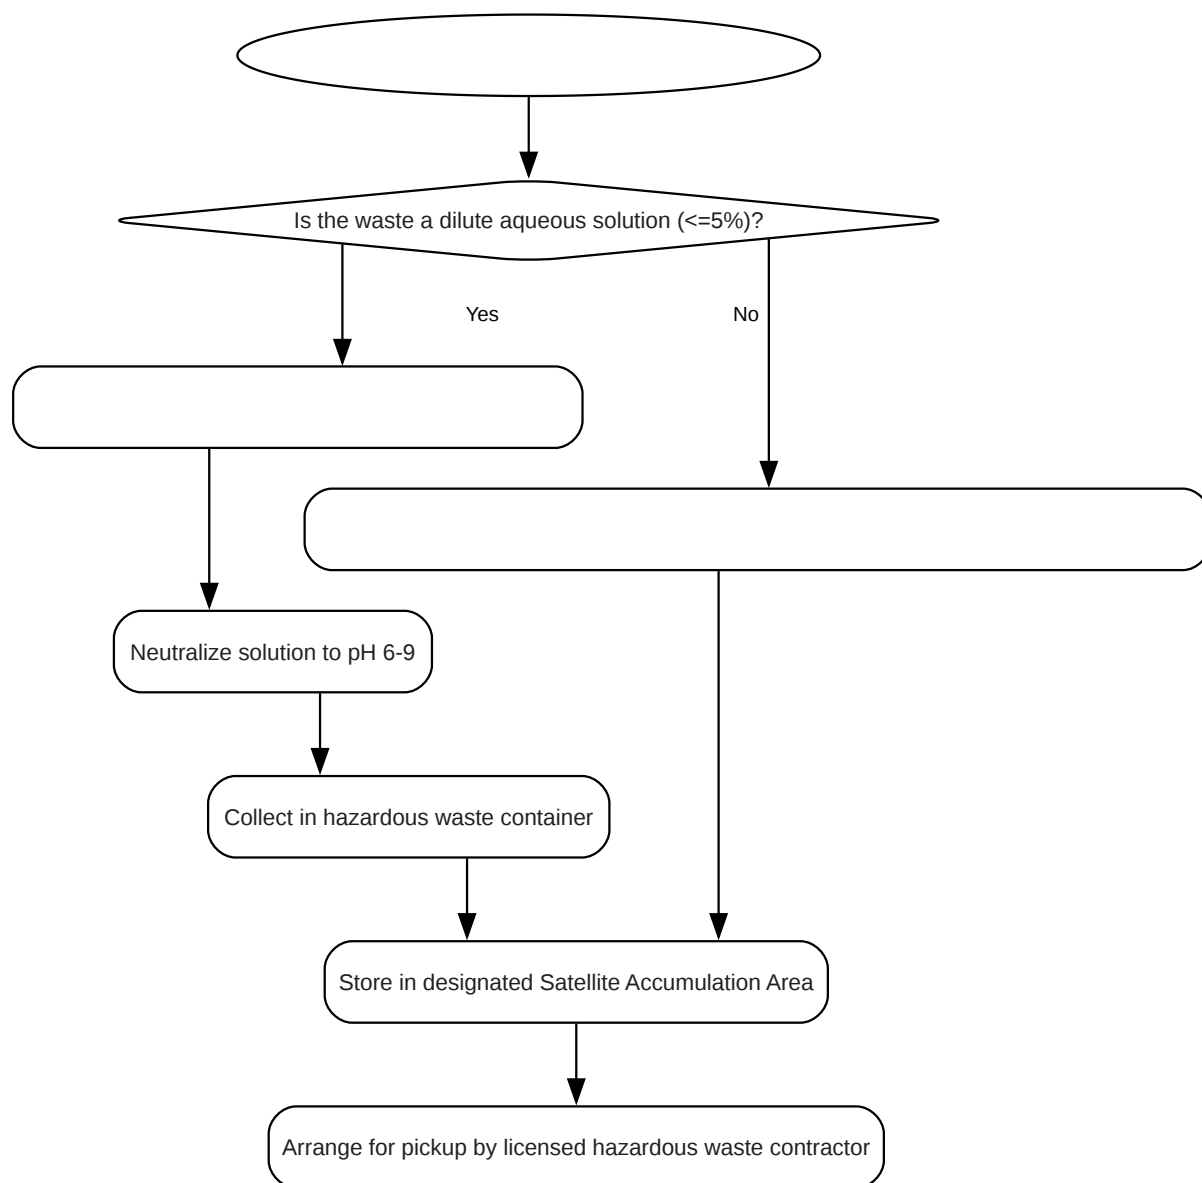 Is the waste a dilute aqueous solution (<=5%)?
Yes
No
Neutralize solution to pH 6-9
Collect in hazardous waste container
Store in designated Satellite Accumulation Area
Arrange for pickup by licensed hazardous waste contractor